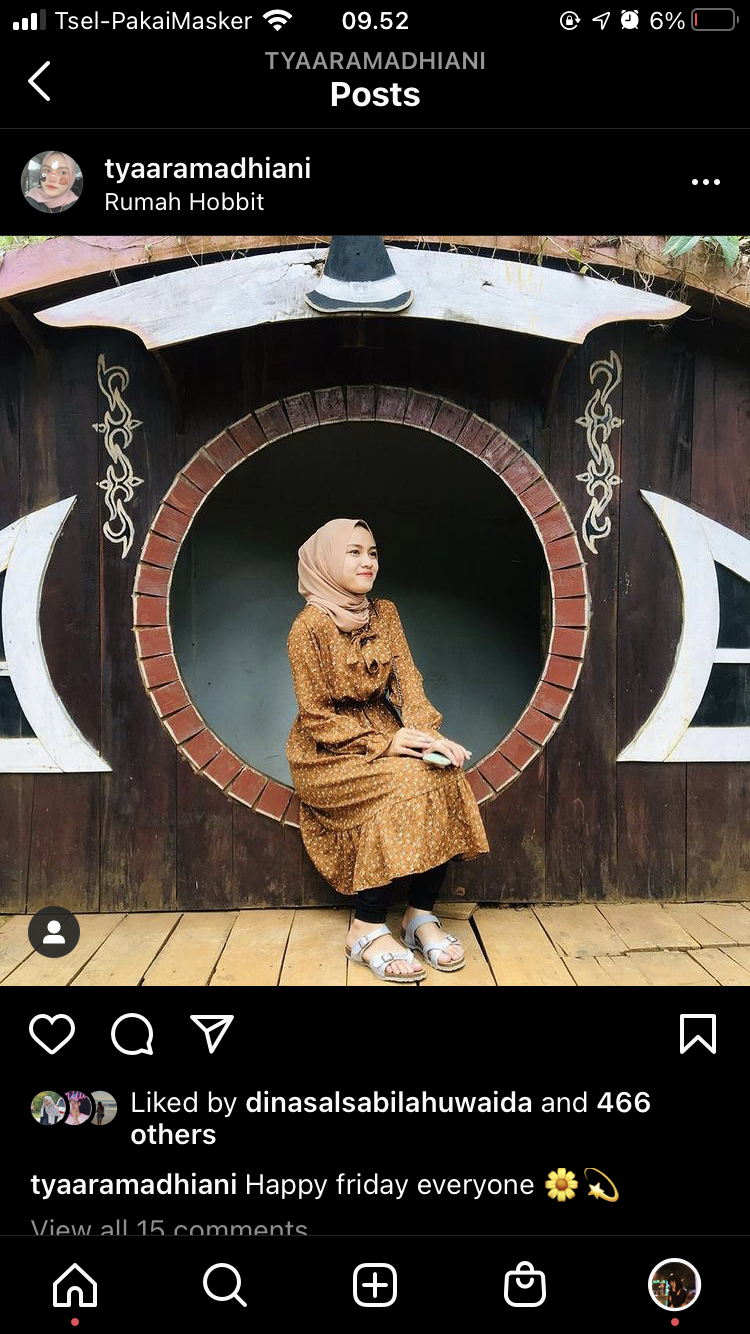 Tsel-PakaiMasker 09.52 6%
TYAARAMADHIANI
Posts
tyaaramadhiani
Rumah Hobbit
Liked by dinasalsabilahuwaida and 466
others
tyaaramadhiani Happy friday everyone 🌼💫
View all 15 comments